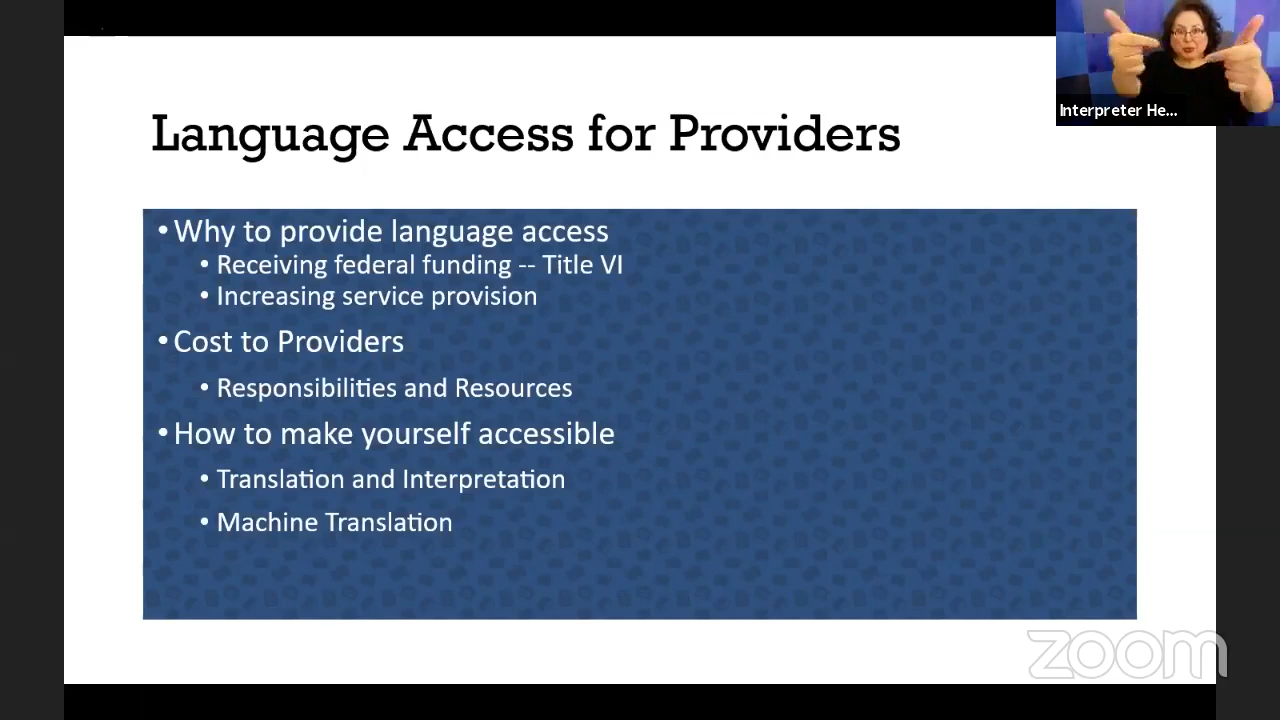 Interpreter He...
Language Access for Providers
• Why to provide language access
• Receiving federal funding -- Title VI
• Increasing service provision
• Cost to Providers
• Responsibilities and Resources
• How to make yourself accessible
• Translation and Interpretation
• Machine Translation
zoom